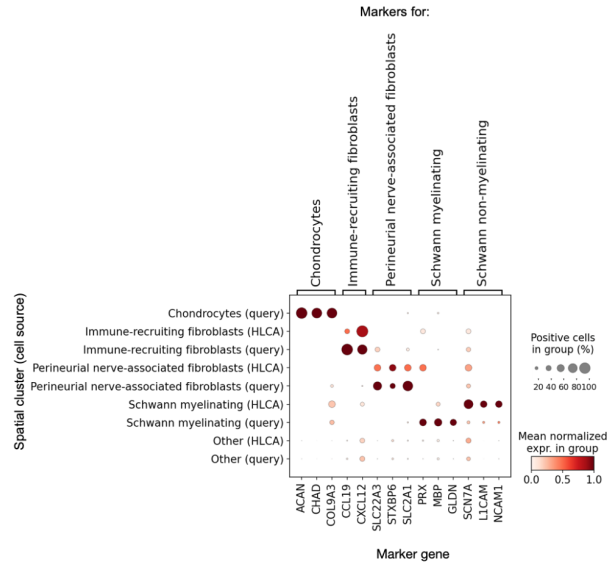 Markers for:
Chondrocytes
Immune-recruiting fibroblasts
Perineurial nerve-associated fibroblasts
Schwann myelinating
Schwann non-myelinating
Spatial cluster (cell source)
Chondrocytes (query)
Immune-recruiting fibroblasts (HLCA)
Immune-recruiting fibroblasts (query)
Perineurial nerve-associated fibroblasts (HLCA)
Perineurial nerve-associated fibroblasts (query)
Schwann myelinating (HLCA)
Schwann myelinating (query)
Other (HLCA)
Other (query)
ACAN
CHAD
COL9A3
CCL19
CXCL12
SLC22A3
STXBP6
SLC2A1
PRX
MBP
GLDN
SCN7A
L1CAM
NCAM1
Marker gene
Positive cells
in group (%)
20 40 60 80 100
Mean normalized
expr. in group
0.0 0.5 1.0